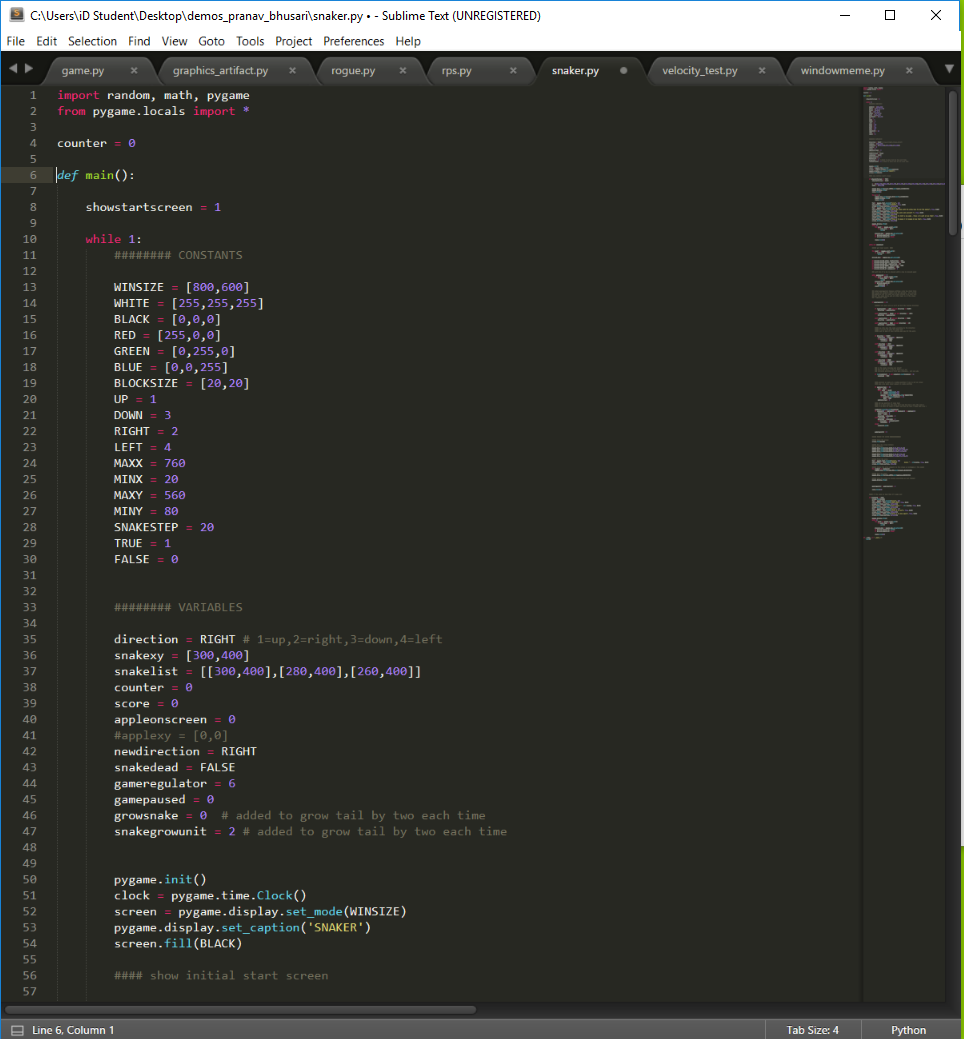 C:\Users\iD Student\Desktop\demos_pranav_bhusari\snaker.py • - Sublime Text (UNREGISTERED)
File Edit Selection Find View Goto Tools Project Preferences Help
game.py × graphics_artifact.py × rogue.py × rps.py × snaker.py velocity_test.py × windowmeme.py ×
1 import random, math, pygame
2 from pygame.locals import *
3
4 counter = 0
5
6 def main():
7
8 showstartscreen = 1
9
10 while 1:
11 ######## CONSTANTS
12
13 WINSIZE = [800,600]
14 WHITE = [255,255,255]
15 BLACK = [0,0,0]
16 RED = [255,0,0]
17 GREEN = [0,255,0]
18 BLUE = [0,0,255]
19 BLOCKSIZE = [20,20]
20 UP = 1
21 DOWN = 3
22 RIGHT = 2
23 LEFT = 4
24 MAXX = 760
25 MINX = 20
26 MAXY = 560
27 MINY = 80
28 SNAKESTEP = 20
29 TRUE = 1
30 FALSE = 0
31
32
33 ######## VARIABLES
34
35 direction = RIGHT # 1=up,2=right,3=down,4=left
36 snakexy = [300,400]
37 snakelist = [[300,400],[280,400],[260,400]]
38 counter = 0
39 score = 0
40 appleonscreen = 0
41 #applexy = [0,0]
42 newdirection = RIGHT
43 snakedead = FALSE
44 gameregulator = 6
45 gamepaused = 0
46 growsnake = 0 # added to grow tail by two each time
47 snakegrowunit = 2 # added to grow tail by two each time
48
49
50 pygame.init()
51 clock = pygame.time.Clock()
52 screen = pygame.display.set_mode(WINSIZE)
53 pygame.display.set_caption('SNAKER')
54 screen.fill(BLACK)
55
56 #### show initial start screen
57
Line 6, Column 1 Tab Size: 4 Python